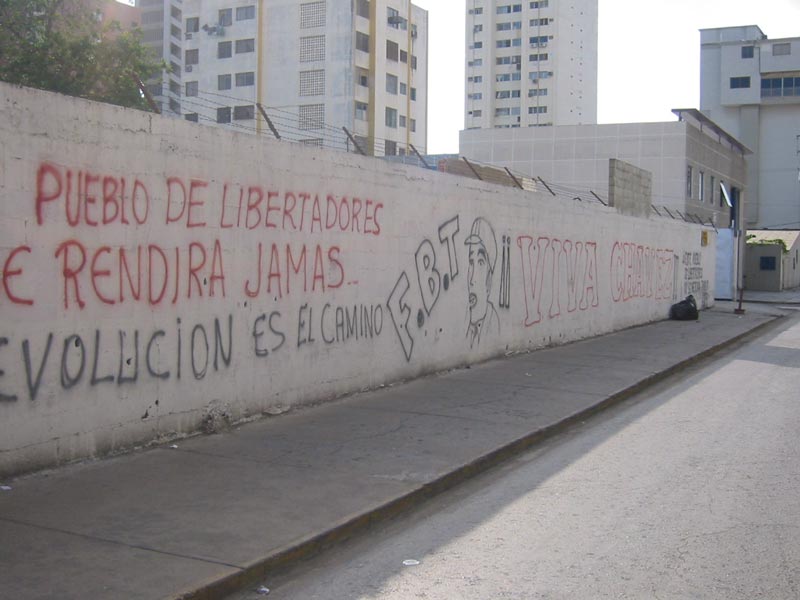 PUEBLO DE LIBERTADORES
E RENDIRA JAMAS...
EVOLUCION ES EL CAMINO
F.B.T
¡¡ VIVA CHAVEZ